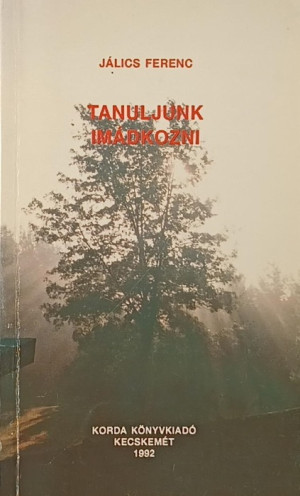 JÁLICS FERENC
TANULJUNK
IMÁDKOZNI
KORDA KÖNYVKIADÓ
KECSKEMÉT
1992